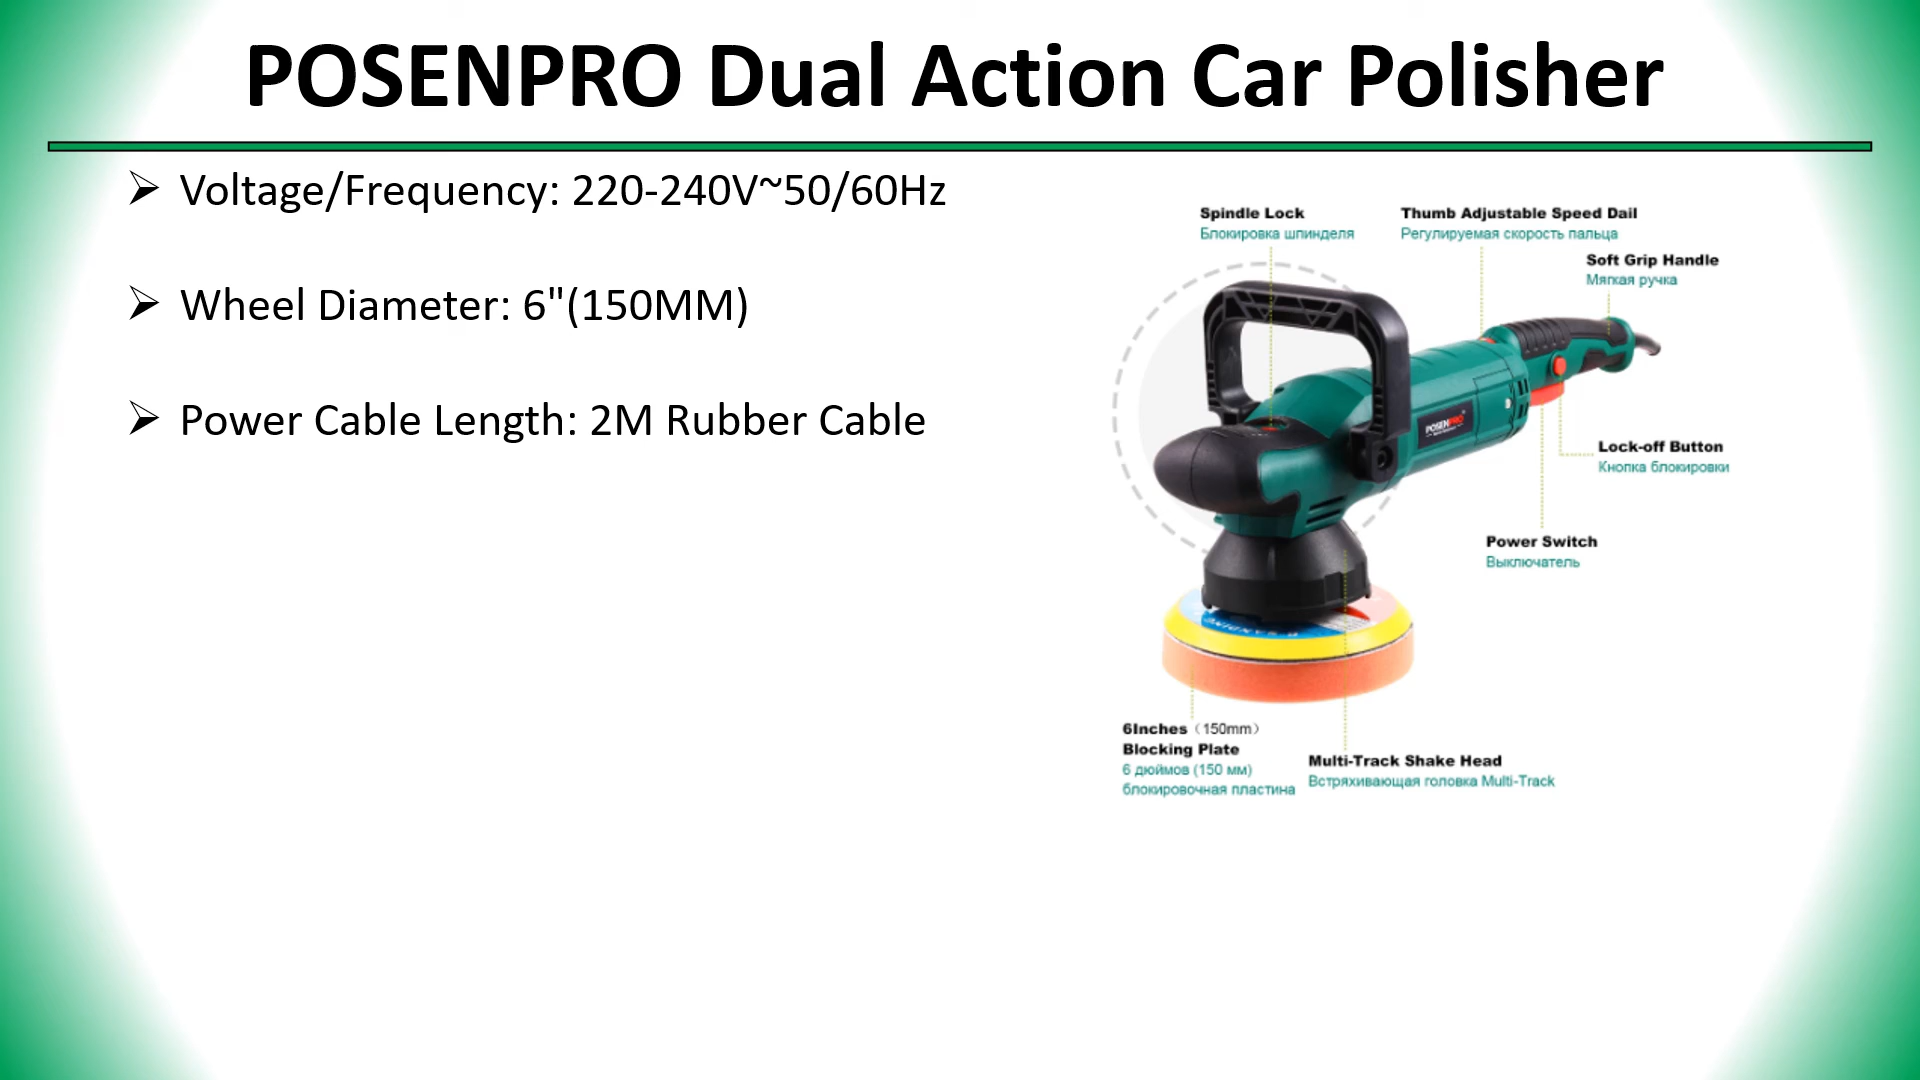 POSENPRO Dual Action Car Polisher
Voltage/Frequency: 220-240V~50/60Hz
Wheel Diameter: 6"(150MM)
Power Cable Length: 2M Rubber Cable
Spindle Lock
Блокировка шпинделя
Thumb Adjustable Speed Dail
Регулируемая скорость пальца
Soft Grip Handle
Мягкая ручка
POSENPRO
Lock-off Button
Кнопка блокировки
Power Switch
Выключатель
6Inches（150mm）
Blocking Plate
6 дюймов (150 мм)
блокировочная пластина
Multi-Track Shake Head
Встряхивающая головка Multi-Track